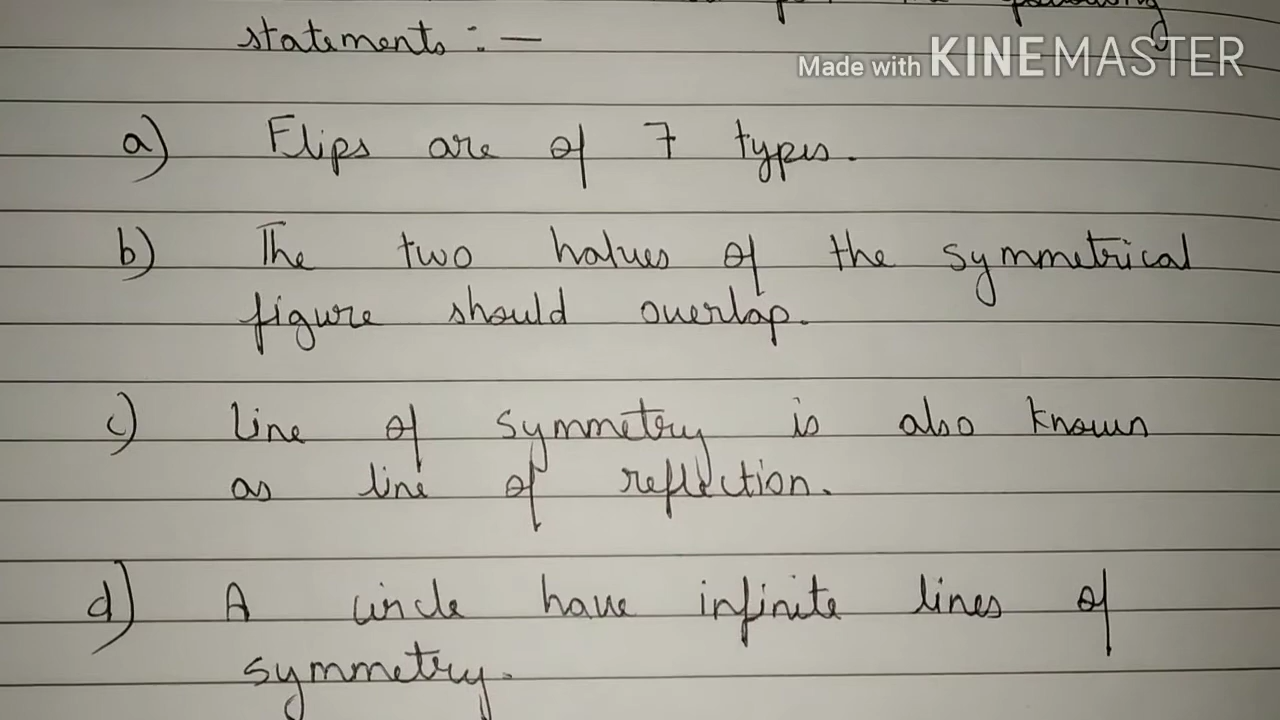 statements : —
Made with KINEMASTER
a) Flips are of 7 types.
b) The two halves of the symmetrical
figure should overlap.
c) Line of symmetry is also known
as line of reflection.
d) A circle have infinite lines of
symmetry.